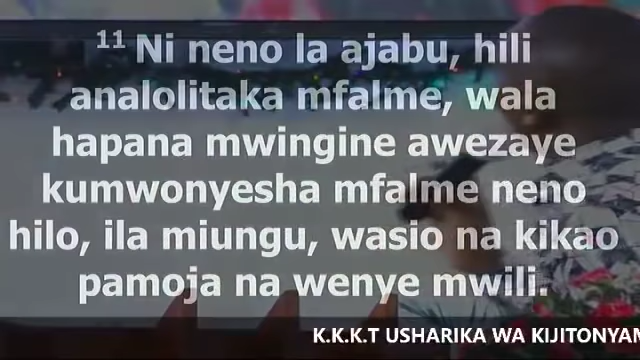 11 Ni neno la ajabu, hili
analolitaka mfalme, wala
hapana mwingine awezaye
kumwonyesha mfalme neno
hilo, ila miungu, wasio na kikao
pamoja na wenye mwili.
K.K.K.T USHARIKA WA KIJITONYAM